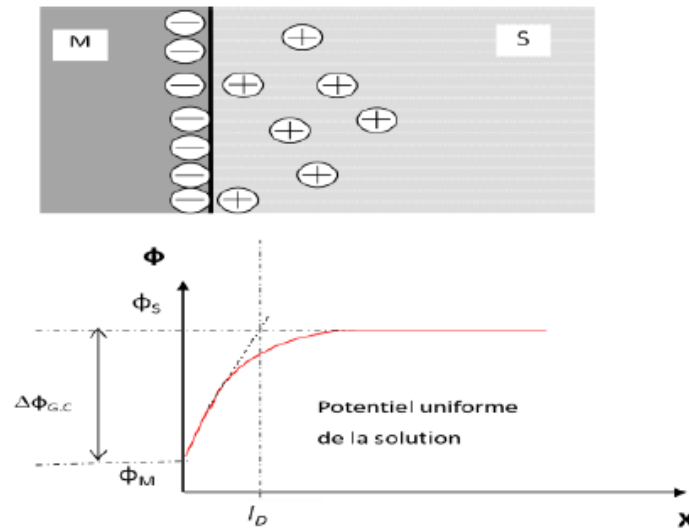 M
S
Φ
ϕS
ΔϕG.C
Potentiel uniforme
de la solution
ϕM
lD
x